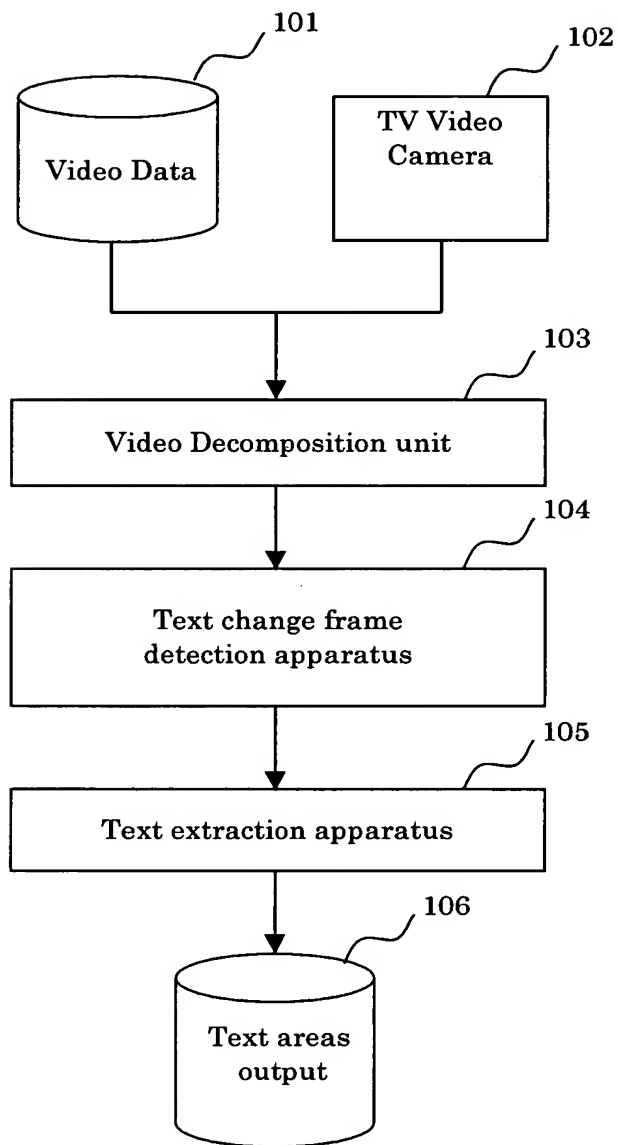 101
102
Video Data
TV Video
Camera
103
Video Decomposition unit
104
Text change frame
detection apparatus
105
Text extraction apparatus
106
Text areas
output